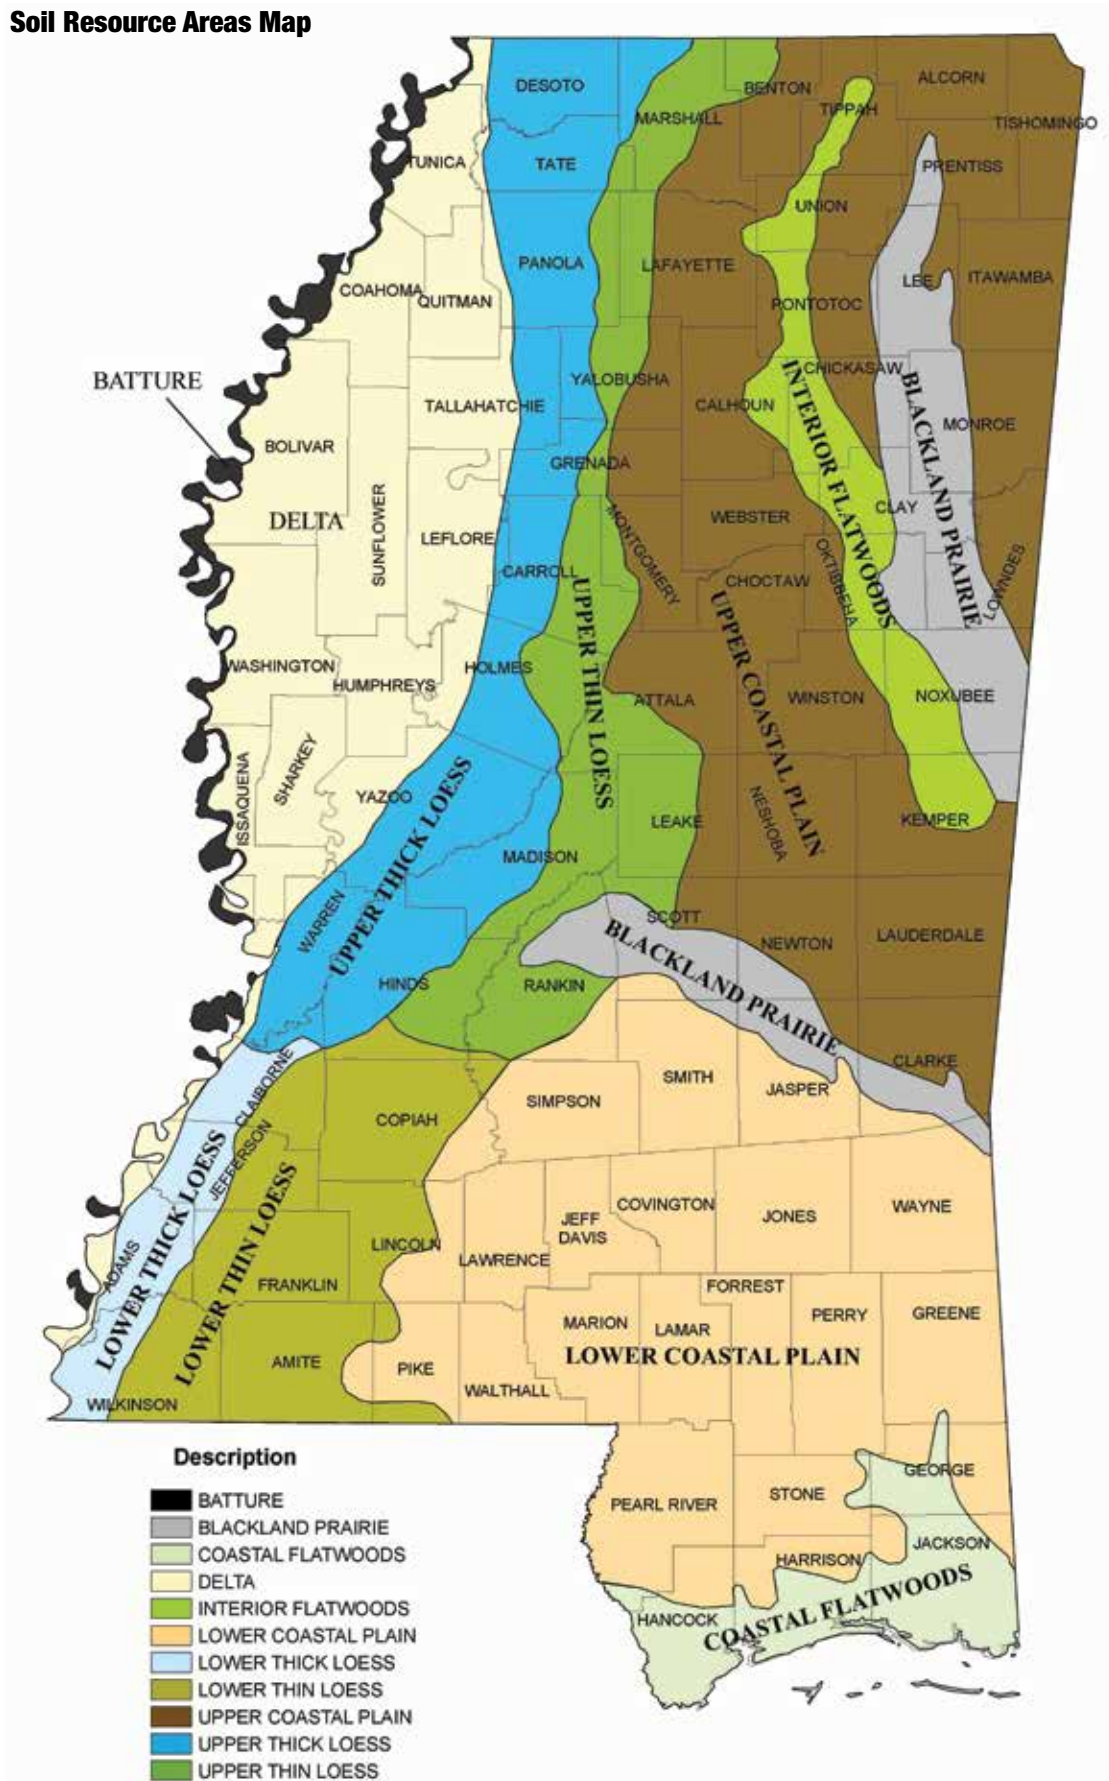 Soil Resource Areas Map
DESOTO
BENTON
ALCORN
MARSHALL
TIPPAH
TISHOMINGO
TUNICA
TATE
PRENTISS
UNION
PANOLA
LAFAYETTE
LEE
ITAWAMBA
COAHOMA
QUITMAN
PONTOTOC
BATTURE
YALOBUSHA
CHICKASAW
TALLAHATCHIE
CALHOUN
INTERIOR FLATWOODS
BLACKLAND PRAIRIE
MONROE
BOLIVAR
GRENADA
DELTA
SUNFLOWER
LEFLORE
MONTGOMERY
WEBSTER
CLAY
CARROLL
CHOCTAW
OKTIBBEHA
LOWNDES
UPPER THIN LOESS
UPPER COASTAL PLAIN
WASHINGTON
HUMPHREYS
HOLMES
ATTALA
WINSTON
NOXUBEE
ISSAQUENA
SHARKEY
YAZOO
UPPER THICK LOESS
LEAKE
NESHOBA
KEMPER
MADISON
WARREN
SCOTT
BLACKLAND PRAIRIE
NEWTON
LAUDERDALE
HINDS
RANKIN
CLAIBORNE
CLARKE
SMITH
JASPER
SIMPSON
COPIAH
JEFFERSON
LOWER THICK LOESS
LOWER THIN LOESS
COVINGTON
WAYNE
JEFF
DAVIS
JONES
ADAMS
LINCOLN
LAWRENCE
FRANKLIN
FORREST
MARION
LAMAR
PERRY
GREENE
LOWER COASTAL PLAIN
AMITE
PIKE
WALTHALL
WILKINSON
GEORGE
PEARL RIVER
STONE
JACKSON
HARRISON
HANCOCK
COASTAL FLATWOODS
Description
BATTURE
BLACKLAND PRAIRIE
COASTAL FLATWOODS
DELTA
INTERIOR FLATWOODS
LOWER COASTAL PLAIN
LOWER THICK LOESS
LOWER THIN LOESS
UPPER COASTAL PLAIN
UPPER THICK LOESS
UPPER THIN LOESS